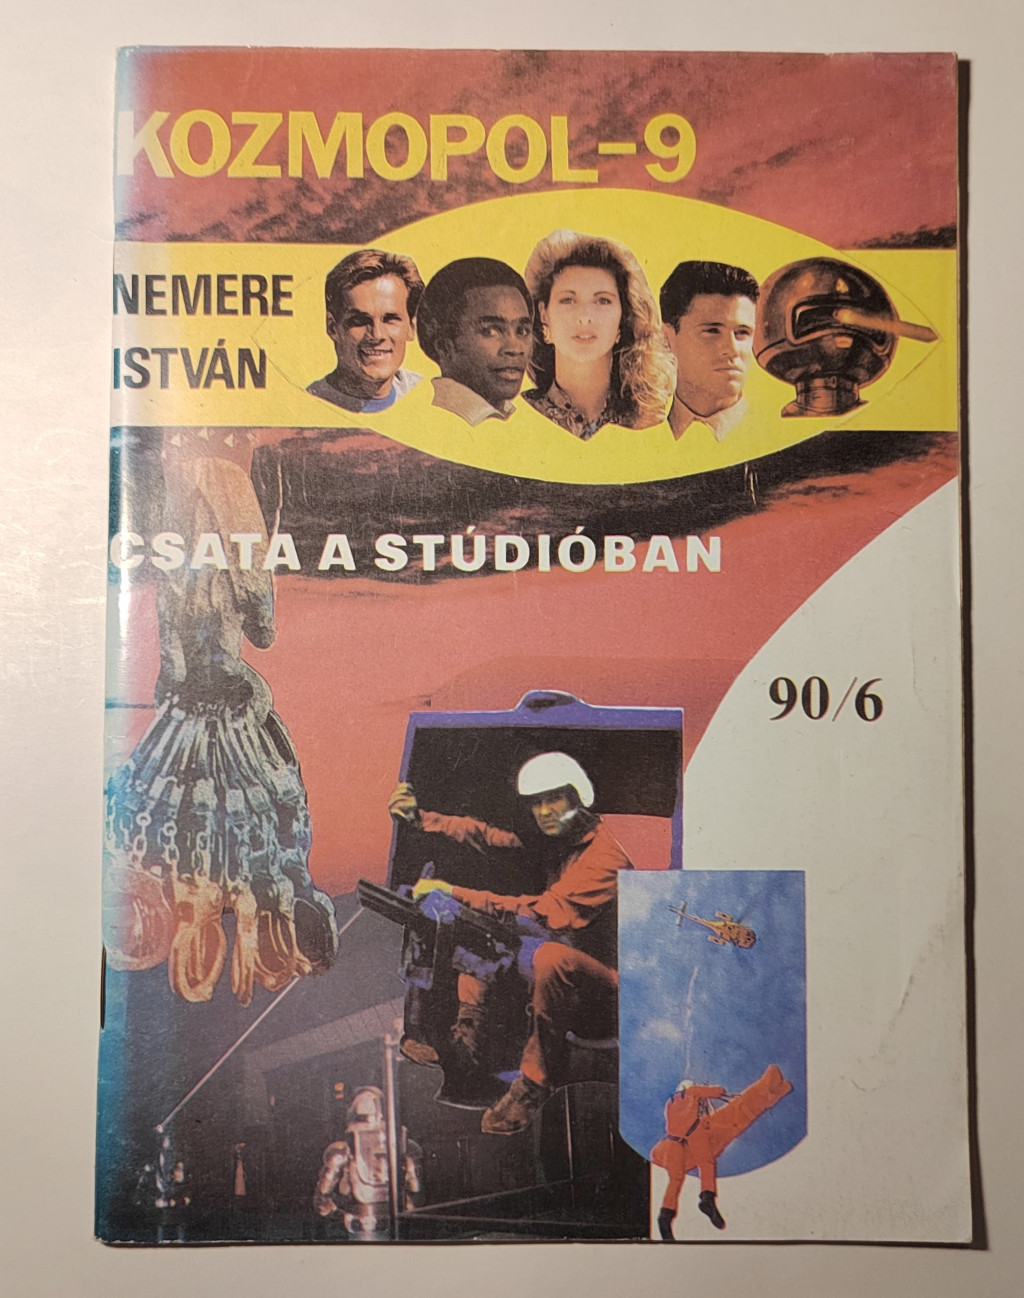 KOZMOPOL-9
NEMERE
ISTVÁN
CSATA A STÚDIÓBAN
90/6